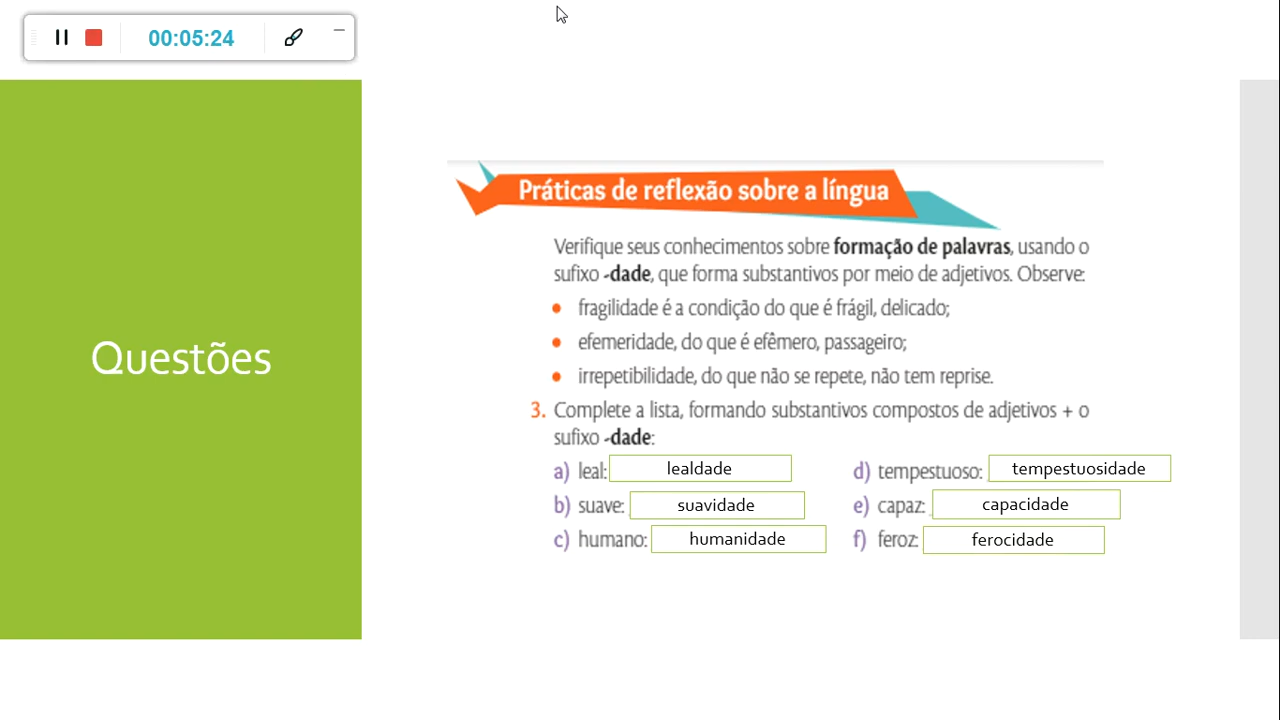 00:05:24
Questões
Práticas de reflexão sobre a língua
Verifique seus conhecimentos sobre formação de palavras, usando o
sufixo -dade, que forma substantivos por meio de adjetivos. Observe:
• fragilidade é a condição do que é frágil, delicado;
• efemeridade, do que é efêmero, passageiro;
• irrepetibilidade, do que não se repete, não tem reprise.
3. Complete a lista, formando substantivos compostos de adjetivos + o
sufixo -dade:
a) leal: lealdade
b) suave: suavidade
c) humano: humanidade
d) tempestuoso: tempestuosidade
e) capaz: capacidade
f) feroz: ferocidade